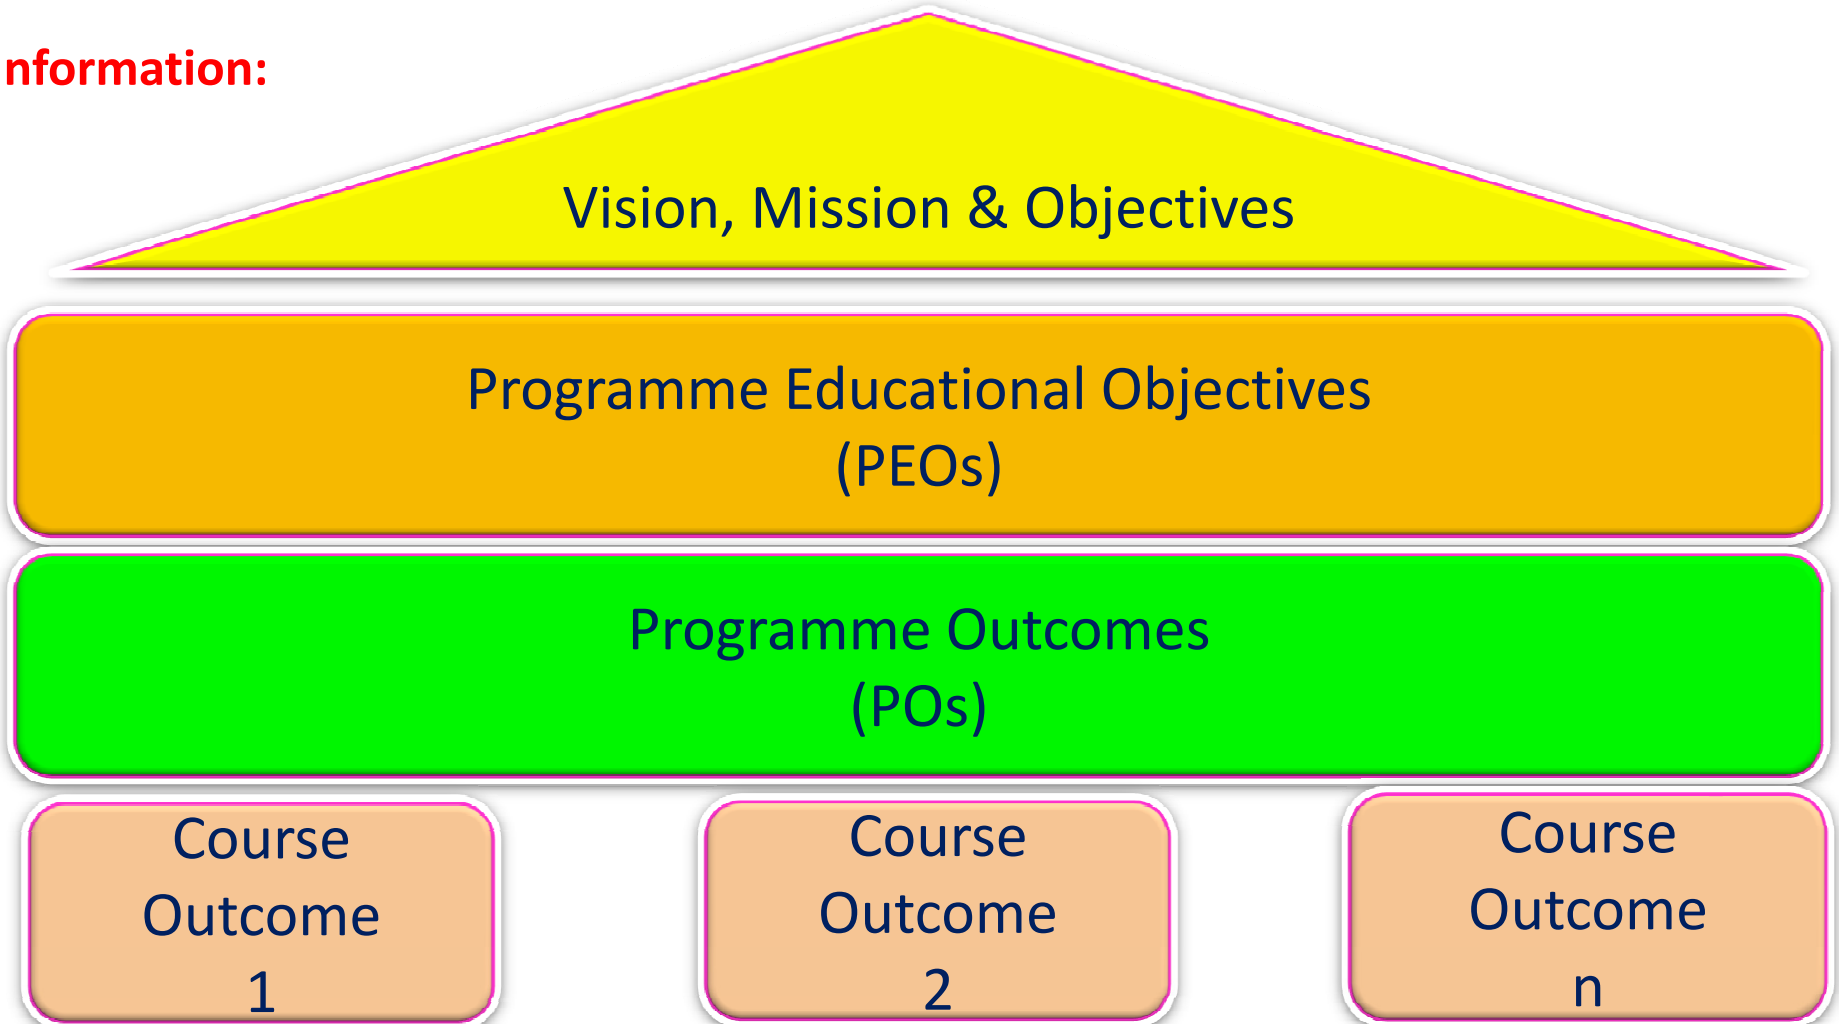 nformation:
Vision, Mission & Objectives
Programme Educational Objectives
(PEOs)
Programme Outcomes
(POs)
Course
Outcome
1
Course
Outcome
2
Course
Outcome
n